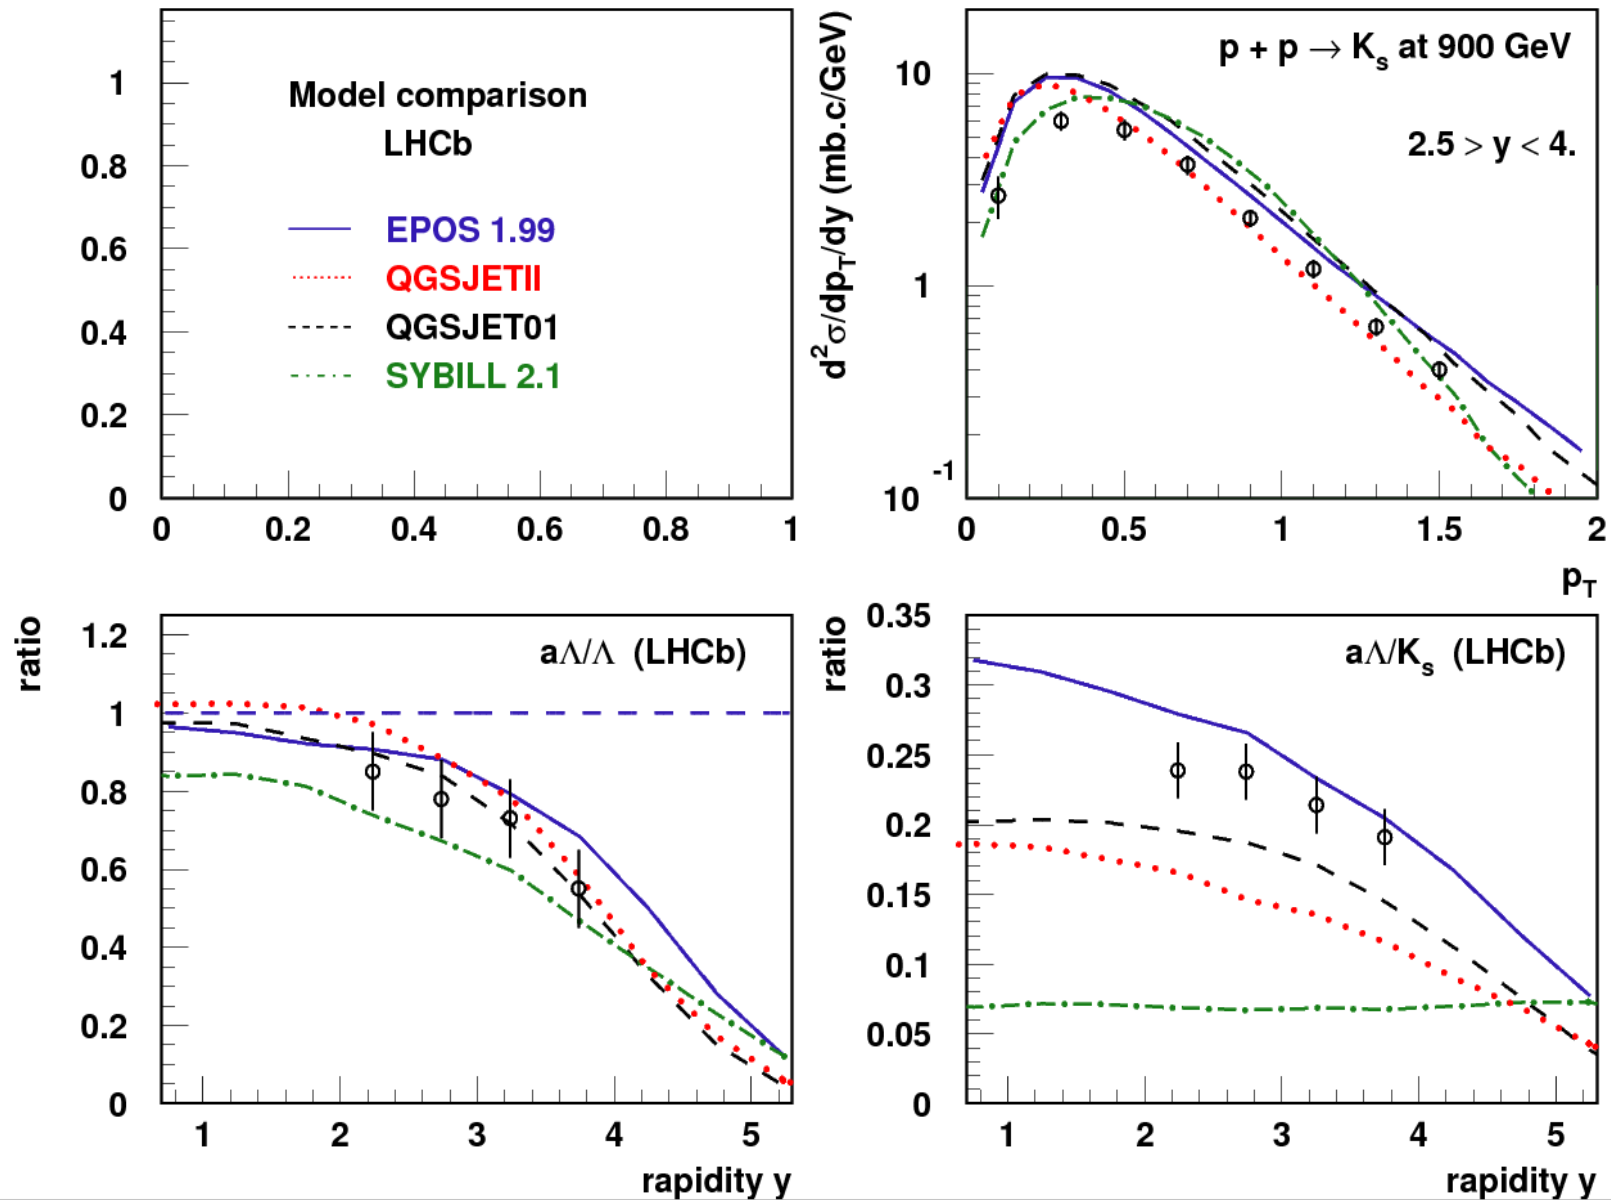 1
0.8
0.6
0.4
0.2
0
0
0.2
0.4
0.6
0.8
1
Model comparison
LHCb
EPOS 1.99
QGSJETII
QGSJET01
SYBILL 2.1
d²σ/dp_T/dy (mb.c/GeV)
10
1
10⁻¹
p + p → K_s at 900 GeV
2.5 > y < 4.
0
0.5
1
1.5
2
p_T
ratio
1.2
1
0.8
0.6
0.4
0.2
0
aΛ/Λ (LHCb)
1
2
3
4
5
rapidity y
ratio
0.35
0.3
0.25
0.2
0.15
0.1
0.05
0
aΛ/K_s (LHCb)
1
2
3
4
5
rapidity y